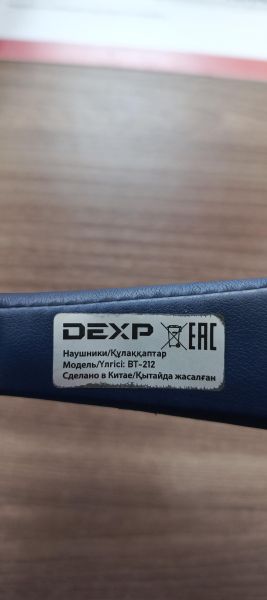 DEXP EAC
Наушники/Құлаққаптар
Модель/Үлгісі: BT-212
Сделано в Китае/Қытайда жасалған